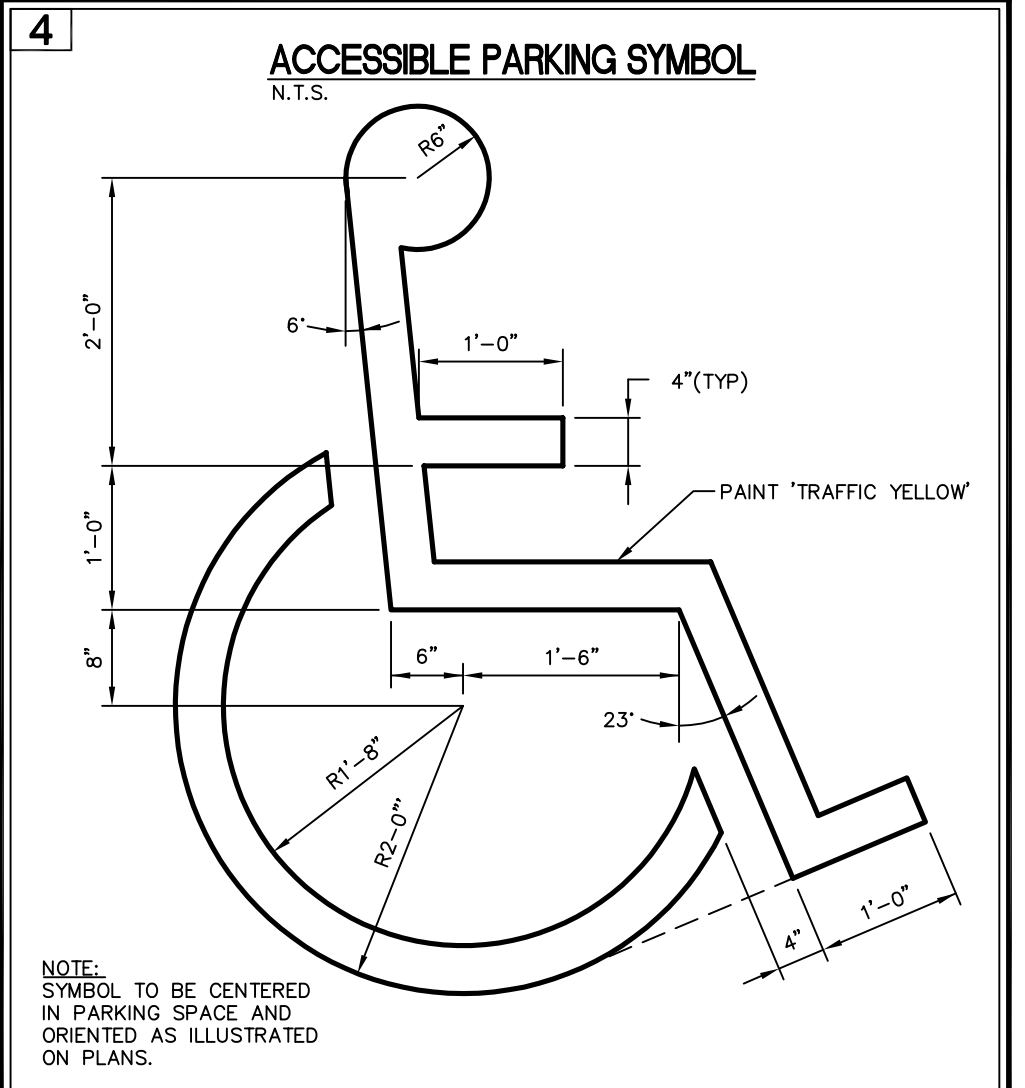 4
ACCESSIBLE PARKING SYMBOL
N.T.S.
R6"
2'-0"
6°
1'-0"
4"(TYP)
PAINT 'TRAFFIC YELLOW'
1'-0"
8"
6"
1'-6"
23°
R1'-8"
R2-0"'
1'-0"
4"
NOTE:
SYMBOL TO BE CENTERED
IN PARKING SPACE AND
ORIENTED AS ILLUSTRATED
ON PLANS.